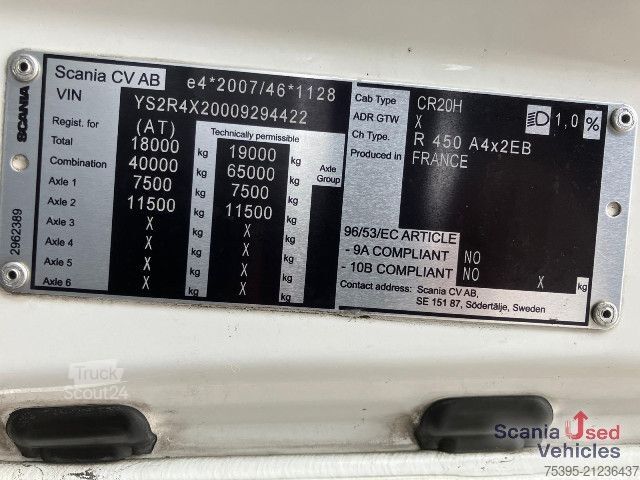 SCANIA
2962389
Scania CV AB e4*2007/46*1128
VIN YS2R4X20009294422
Regist. for (AT) Technically permissible
Total 18000 kg 19000 kg
Combination 40000 kg 65000 kg Axle Group
Axle 1 7500 kg 7500 kg
Axle 2 11500 kg 11500 kg
Axle 3 X kg X kg
Axle 4 X kg X kg
Axle 5 X kg X kg
Axle 6 X kg X kg
Cab Type CR20H 1,0 %
ADR GTW X
Ch Type. R 450 A4x2EB
Produced in FRANCE
96/53/EC ARTICLE
- 9A COMPLIANT NO
- 10B COMPLIANT NO X kg
Contact address: Scania CV AB,
SE 151 87, Södertälje, Sweden
Truck
Scout24
Scania Used
Vehicles
75395-21236437